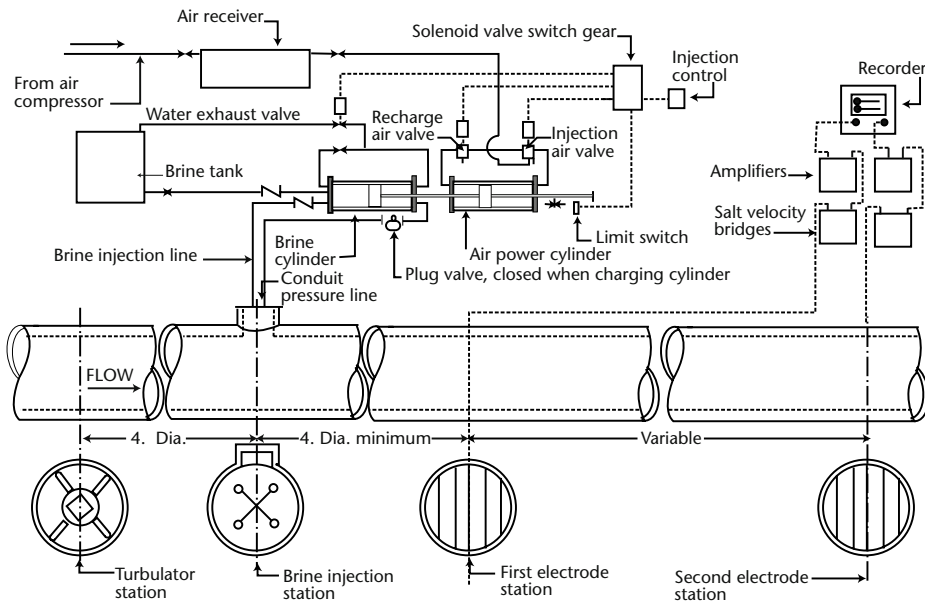 Air receiver
Solenoid valve switch gear
From air
compressor
Injection
control
Recorder
Water exhaust valve
Recharge
air valve
Injection
air valve
Brine tank
Amplifiers
Salt velocity
bridges
Limit switch
Brine
cylinder
Air power cylinder
Brine injection line
Plug valve, closed when charging cylinder
Conduit
pressure line
FLOW
4. Dia.
4. Dia. minimum
Variable
Turbulator
station
Brine injection
station
First electrode
station
Second electrode
station